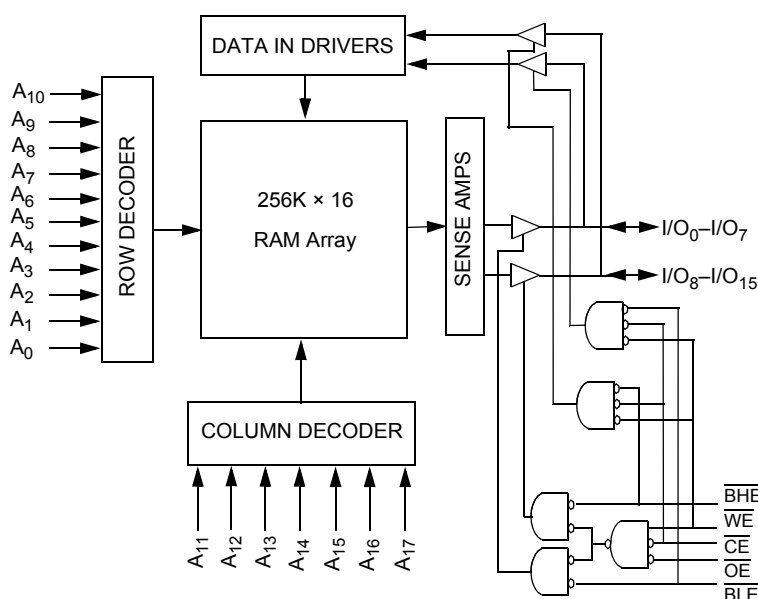 DATA IN DRIVERS
A10
A9
A8
A7
A6
A5
A4
A3
A2
A1
A0
ROW DECODER
256K × 16
RAM Array
SENSE AMPS
I/O0–I/O7
I/O8–I/O15
COLUMN DECODER
A11
A12
A13
A14
A15
A16
A17
BHE
WE
CE
OE
BLE